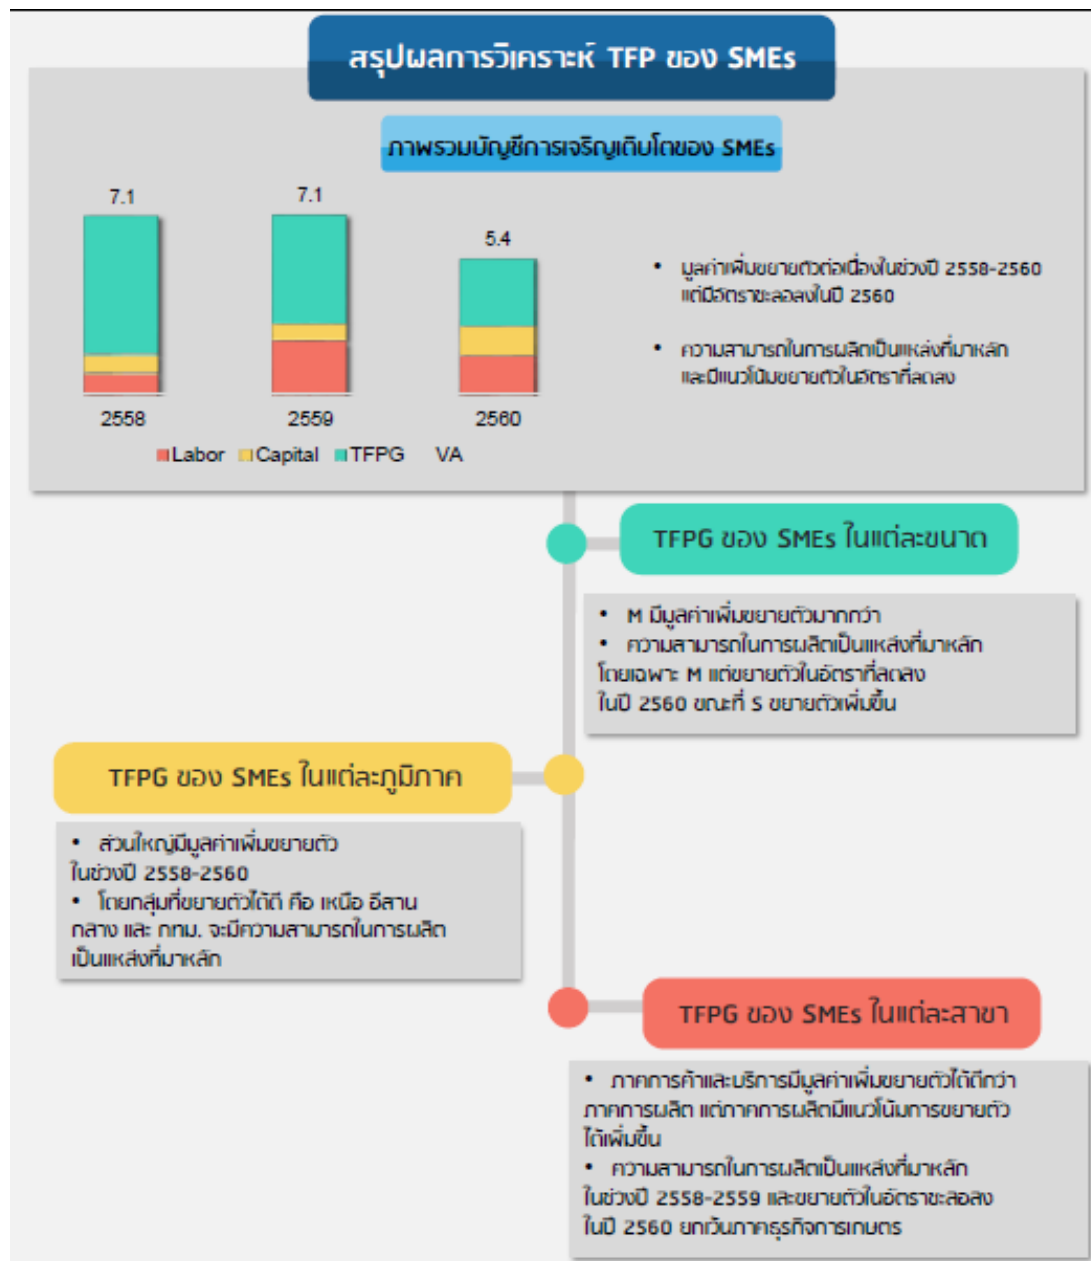 สรุปผลการวิเคราะห์ TFP ของ SMEs
ภาพรวมบัญชีการเจริญเติบโตของ SMEs
7.1
7.1
5.4
2558
2559
2560
Labor Capital TFPG VA
• มูลค่าเพิ่มขยายตัวต่อเนื่องในช่วงปี 2558-2560
แต่มีอัตราชะลอลงในปี 2560
• ความสามารถในการผลิตเป็นแหล่งที่มาหลัก
และมีแนวโน้มขยายตัวในอัตราที่ลดลง
TFPG ของ SMEs ในแต่ละขนาด
• M มีมูลค่าเพิ่มขยายตัวมากกว่า
• ความสามารถในการผลิตเป็นแหล่งที่มาหลัก
โดยเฉพาะ M แต่ขยายตัวในอัตราที่ลดลง
ในปี 2560 ขณะที่ S ขยายตัวเพิ่มขึ้น
TFPG ของ SMEs ในแต่ละภูมิภาค
• ส่วนใหญ่มีมูลค่าเพิ่มขยายตัว
ในช่วงปี 2558-2560
• โดยกลุ่มที่ขยายตัวได้ดี คือ เหนือ อีสาน
กลาง และ กทม. จะมีความสามารถในการผลิต
เป็นแหล่งที่มาหลัก
TFPG ของ SMEs ในแต่ละสาขา
• ภาคการค้าและบริการมีมูลค่าเพิ่มขยายตัวได้ดีกว่า
ภาคการผลิต แต่ภาคการผลิตมีแนวโน้มการขยายตัว
ได้เพิ่มขึ้น
• ความสามารถในการผลิตเป็นแหล่งที่มาหลัก
ในช่วงปี 2558-2559 และขยายตัวในอัตราชะลอลง
ในปี 2560 ยกเว้นภาคธุรกิจการเกษตร